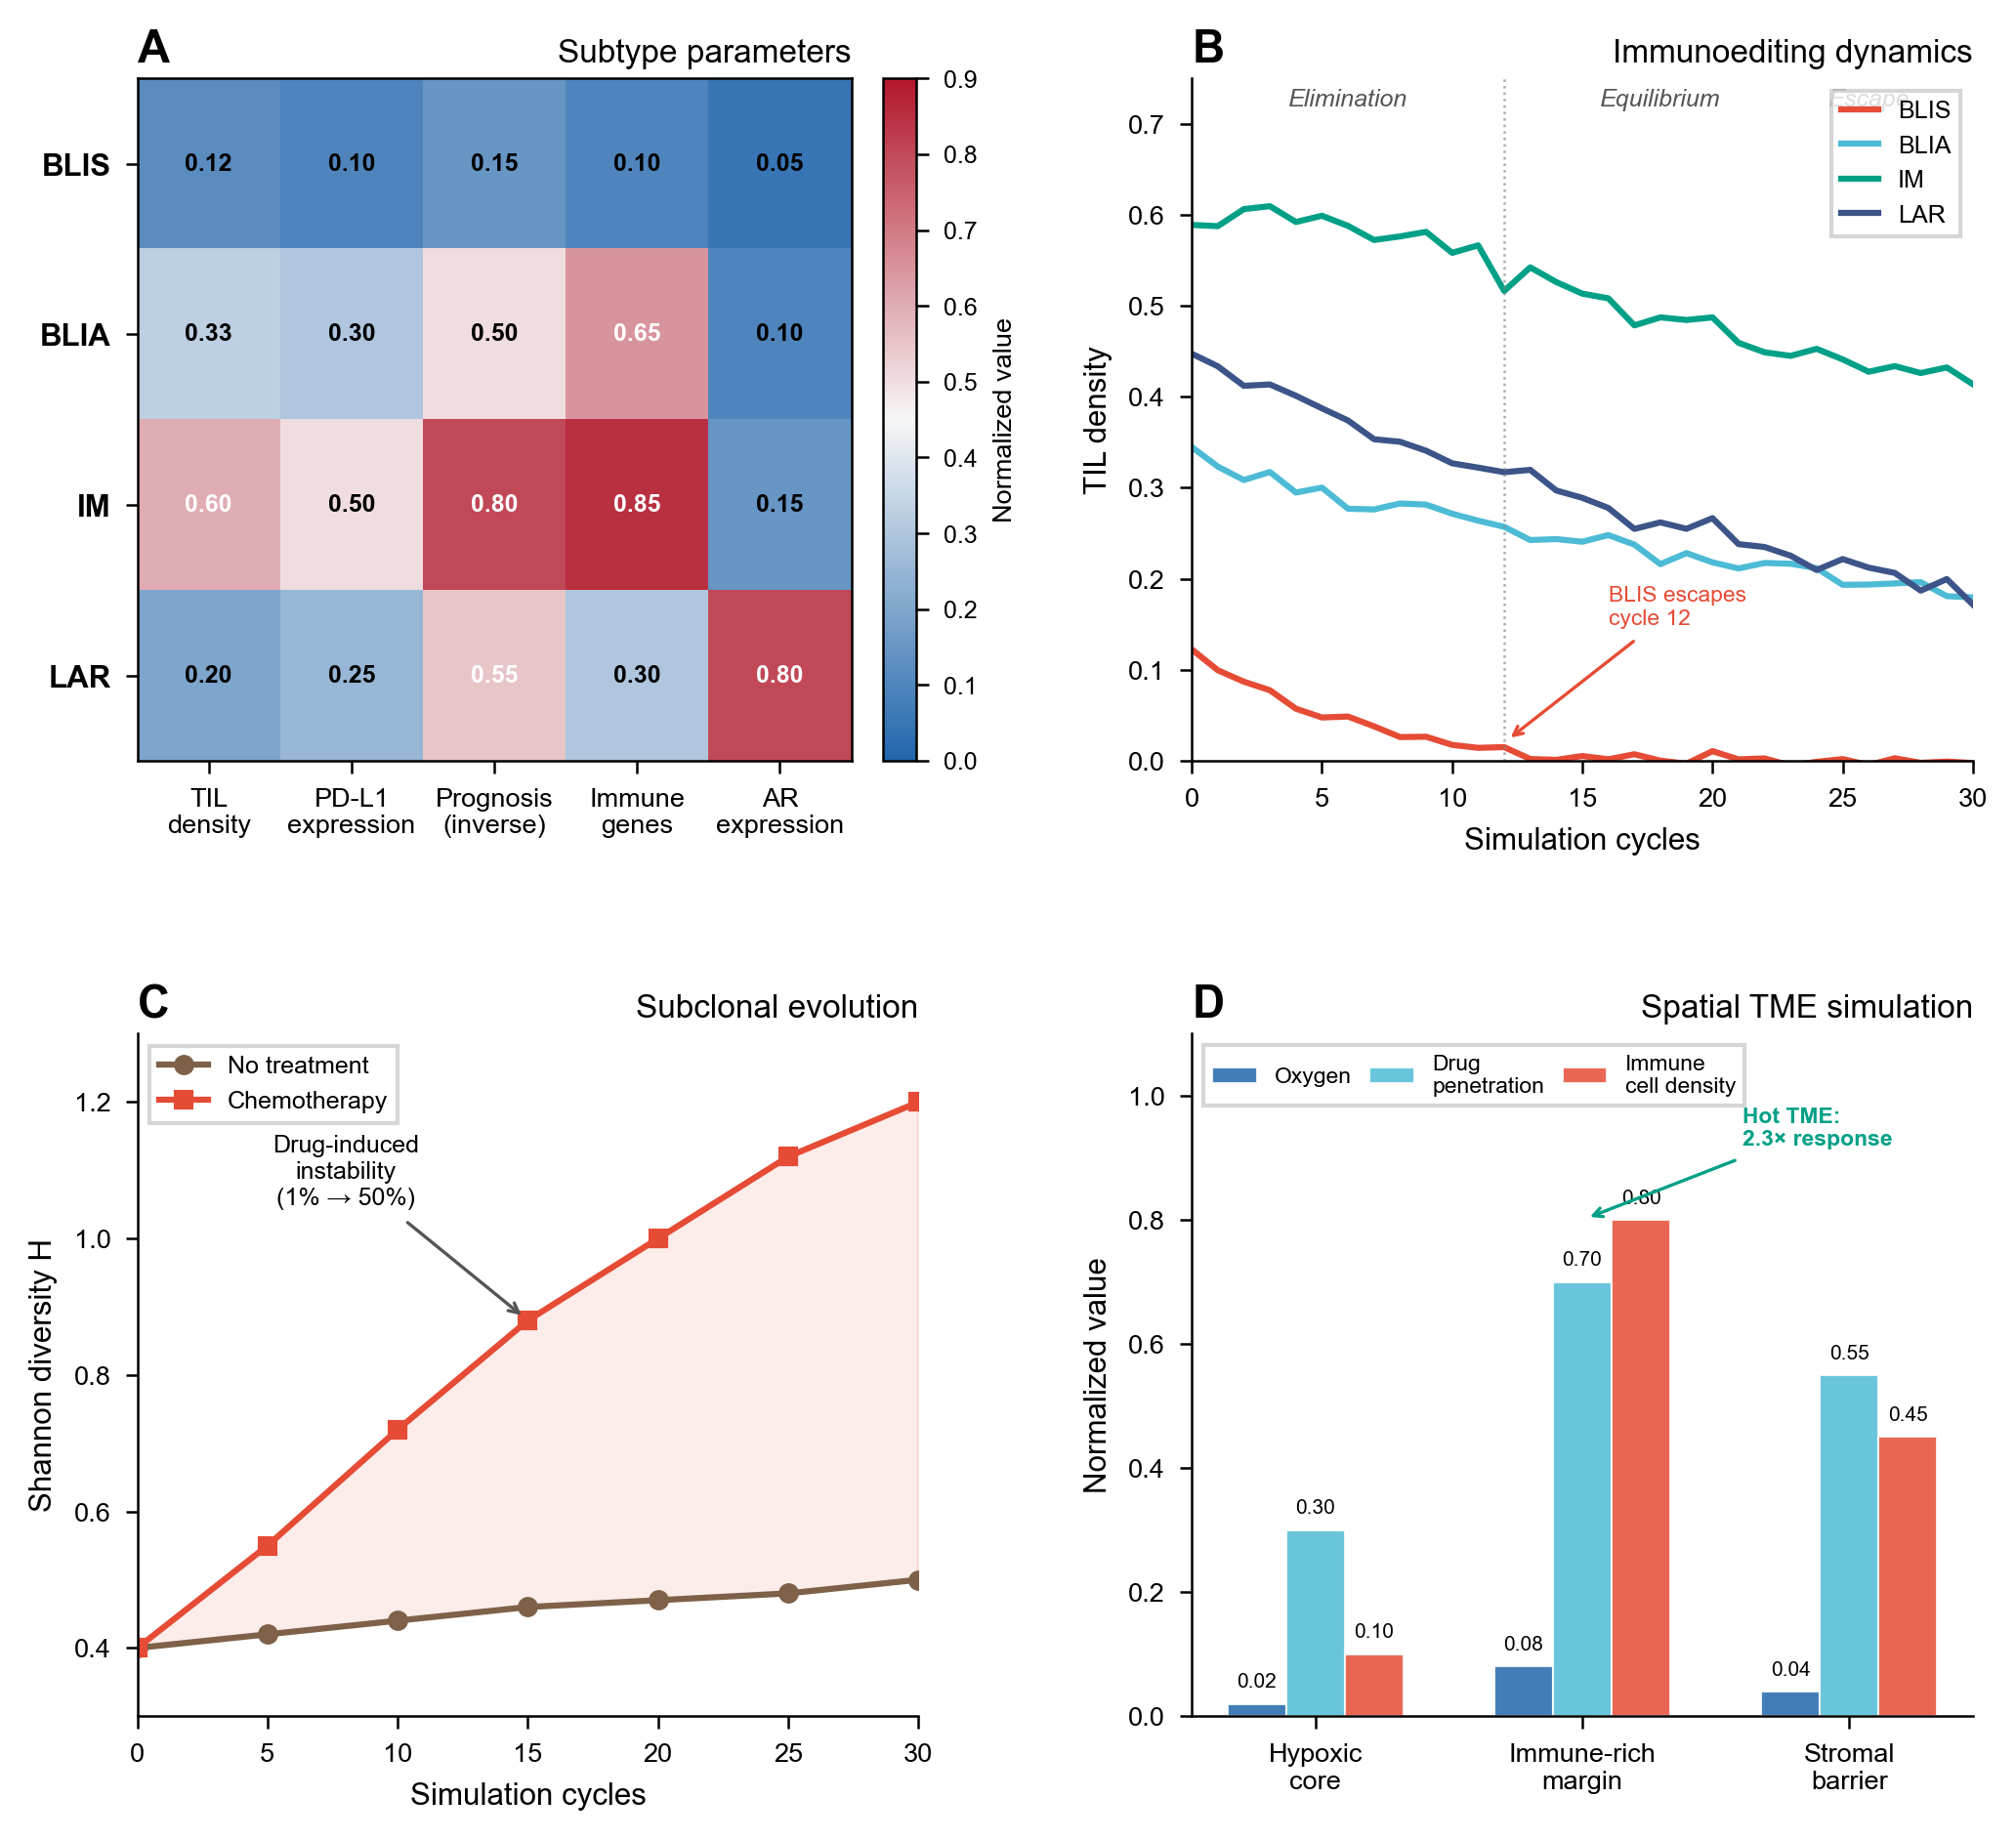 A
Subtype parameters
BLIS
0.12
0.10
0.15
0.10
0.05
BLIA
0.33
0.30
0.50
0.65
0.10
IM
0.60
0.50
0.80
0.85
0.15
LAR
0.20
0.25
0.55
0.30
0.80
TIL
density
PD-L1
expression
Prognosis
(inverse)
Immune
genes
AR
expression
0.9
0.8
0.7
0.6
0.5
0.4
0.3
0.2
0.1
0.0
Normalized value
B
Immunoediting dynamics
Elimination
Equilibrium
Escape
BLIS
BLIA
IM
LAR
0.7
0.6
0.5
0.4
0.3
0.2
0.1
0.0
TIL density
BLIS escapes
cycle 12
0
5
10
15
20
25
30
Simulation cycles
C
Subclonal evolution
No treatment
Chemotherapy
Drug-induced
instability
(1% → 50%)
1.2
1.0
0.8
0.6
0.4
Shannon diversity H
0
5
10
15
20
25
30
Simulation cycles
D
Spatial TME simulation
Oxygen
Drug
penetration
Immune
cell density
Hot TME:
2.3× response
1.0
0.8
0.6
0.4
0.2
0.0
Normalized value
0.02
0.30
0.10
0.08
0.70
0.80
0.04
0.55
0.45
Hypoxic
core
Immune-rich
margin
Stromal
barrier